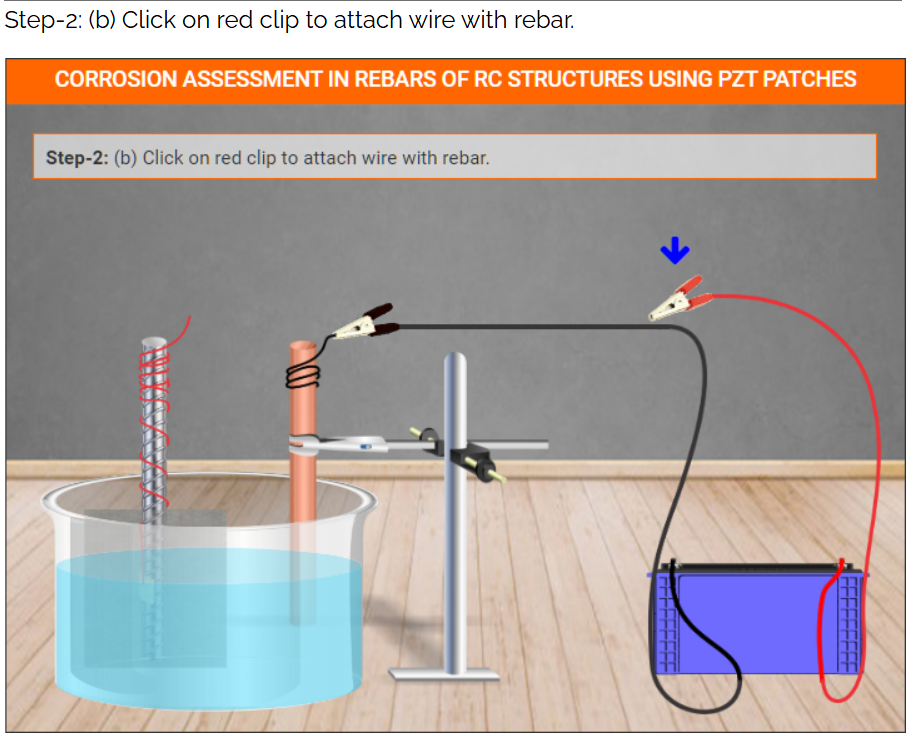 Step-2: (b) Click on red clip to attach wire with rebar.
CORROSION ASSESSMENT IN REBARS OF RC STRUCTURES USING PZT PATCHES
Step-2: (b) Click on red clip to attach wire with rebar.